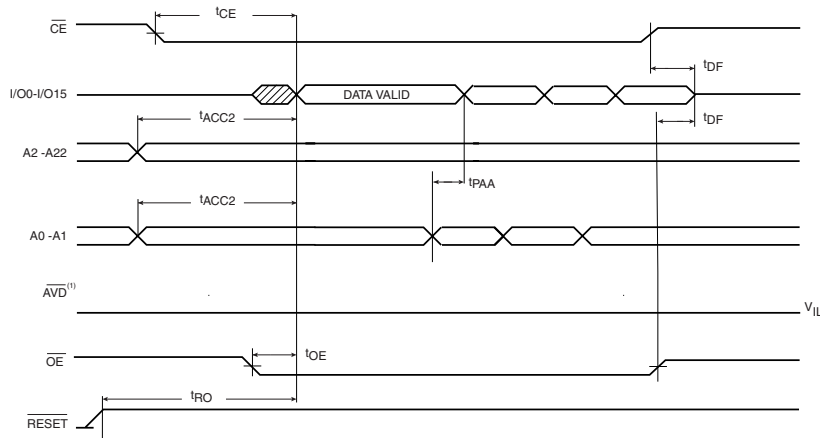 CE
tCE
tDF
I/O0-I/O15
DATA VALID
tACC2
tDF
A2 -A22
tPAA
tACC2
A0 -A1
AVD(1)
VIL
OE
tOE
tRO
RESET